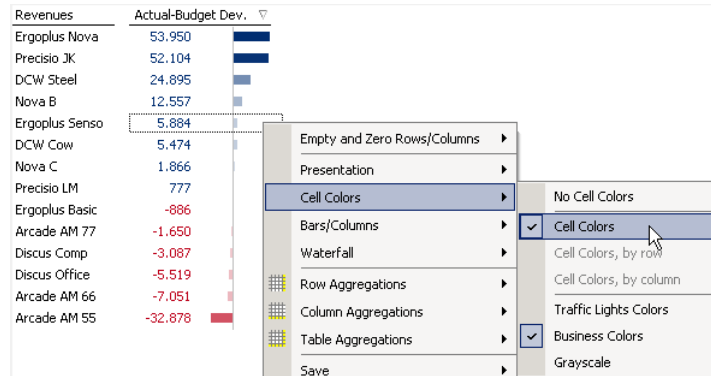 Revenues Actual-Budget Dev.
Ergoplus Nova 53.950
Precisio JK 52.104
DCW Steel 24.895
Nova B 12.557
Ergoplus Senso 5.884
DCW Cow 5.474
Nova C 1.866
Precisio LM 777
Ergoplus Basic -886
Arcade AM 77 -1.650
Discus Comp -3.087
Discus Office -5.519
Arcade AM 66 -7.051
Arcade AM 55 -32.878
Empty and Zero Rows/Columns
Presentation
Cell Colors
Bars/Columns
Waterfall
Row Aggregations
Column Aggregations
Table Aggregations
Save
No Cell Colors
Cell Colors
Cell Colors, by row
Cell Colors, by column
Traffic Lights Colors
Business Colors
Grayscale